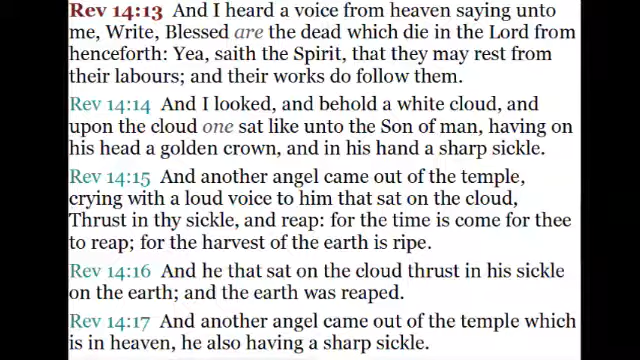 Rev 14:13 And I heard a voice from heaven saying unto
me, Write, Blessed are the dead which die in the Lord from
henceforth: Yea, saith the Spirit, that they may rest from
their labours; and their works do follow them.
Rev 14:14 And I looked, and behold a white cloud, and
upon the cloud one sat like unto the Son of man, having on
his head a golden crown, and in his hand a sharp sickle.
Rev 14:15 And another angel came out of the temple,
crying with a loud voice to him that sat on the cloud,
Thrust in thy sickle, and reap: for the time is come for thee
to reap; for the harvest of the earth is ripe.
Rev 14:16 And he that sat on the cloud thrust in his sickle
on the earth; and the earth was reaped.
Rev 14:17 And another angel came out of the temple which
is in heaven, he also having a sharp sickle.